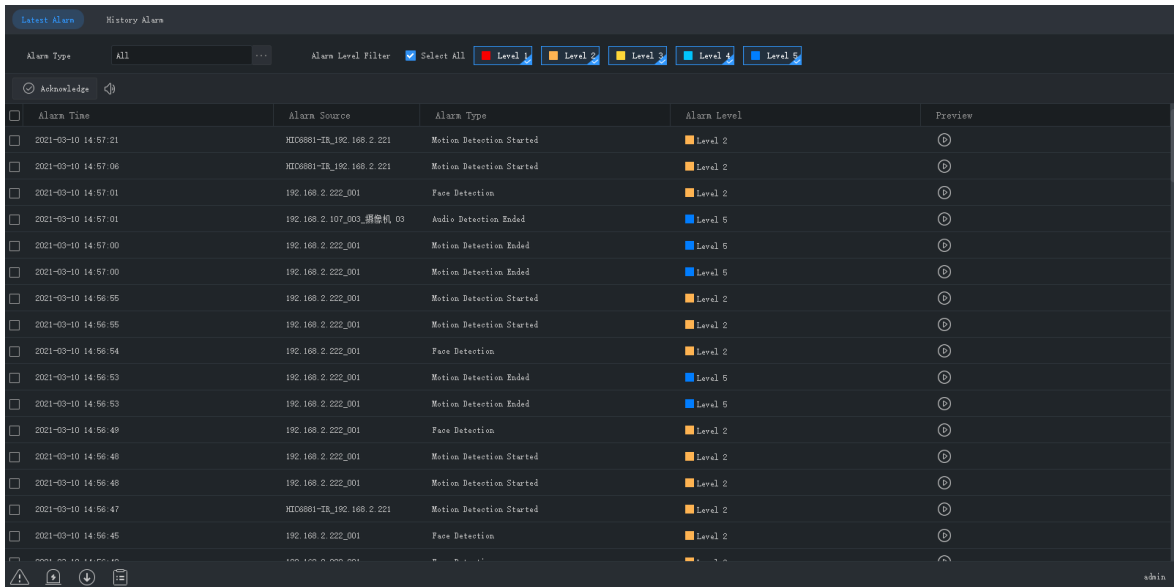 Latest Alarm History Alarm
Alarm Type All ... Alarm Level Filter Select All Level 1 Level 2 Level 3 Level 4 Level 5
Acknowledge
Alarm Time Alarm Source Alarm Type Alarm Level Preview
2021-03-10 14:57:21 HIC6881-IR_192.168.2.221 Motion Detection Started Level 2
2021-03-10 14:57:06 HIC6881-IR_192.168.2.221 Motion Detection Started Level 2
2021-03-10 14:57:01 192.168.2.222_001 Face Detection Level 2
2021-03-10 14:57:01 192.168.2.107_003_摄像机 03 Audio Detection Ended Level 5
2021-03-10 14:57:00 192.168.2.222_001 Motion Detection Ended Level 5
2021-03-10 14:57:00 192.168.2.222_001 Motion Detection Ended Level 5
2021-03-10 14:56:55 192.168.2.222_001 Motion Detection Started Level 2
2021-03-10 14:56:55 192.168.2.222_001 Motion Detection Started Level 2
2021-03-10 14:56:54 192.168.2.222_001 Face Detection Level 2
2021-03-10 14:56:53 192.168.2.222_001 Motion Detection Ended Level 5
2021-03-10 14:56:53 192.168.2.222_001 Motion Detection Ended Level 5
2021-03-10 14:56:49 192.168.2.222_001 Face Detection Level 2
2021-03-10 14:56:48 192.168.2.222_001 Motion Detection Started Level 2
2021-03-10 14:56:48 192.168.2.222_001 Motion Detection Started Level 2
2021-03-10 14:56:47 HIC6881-IR_192.168.2.221 Motion Detection Started Level 2
2021-03-10 14:56:45 192.168.2.222_001 Face Detection Level 2
admin